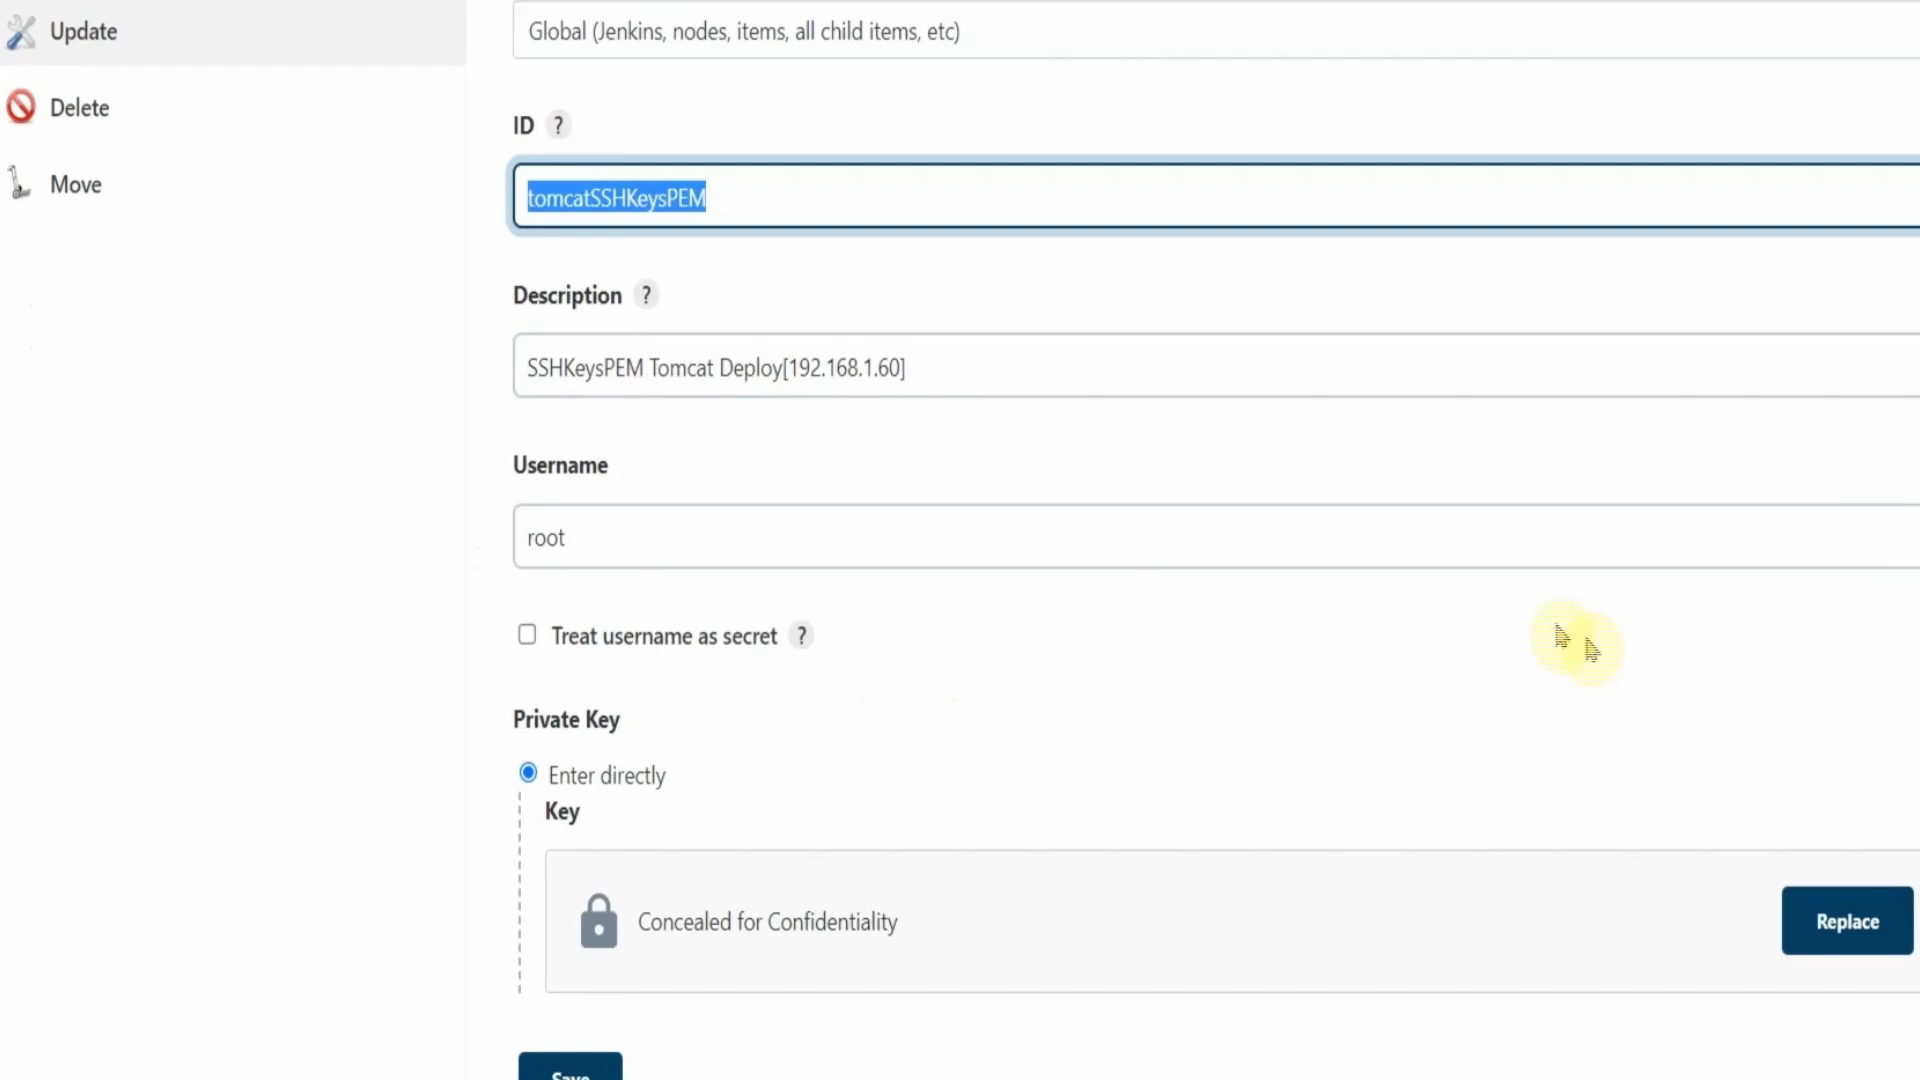 Update
Delete
Move
Global (Jenkins, nodes, items, all child items, etc)
ID ?
tomcatSSHKeysPEM
Description ?
SSHKeysPEM Tomcat Deploy[192.168.1.60]
Username
root
Treat username as secret ?
Private Key
Enter directly
Key
Concealed for Confidentiality
Replace
Save